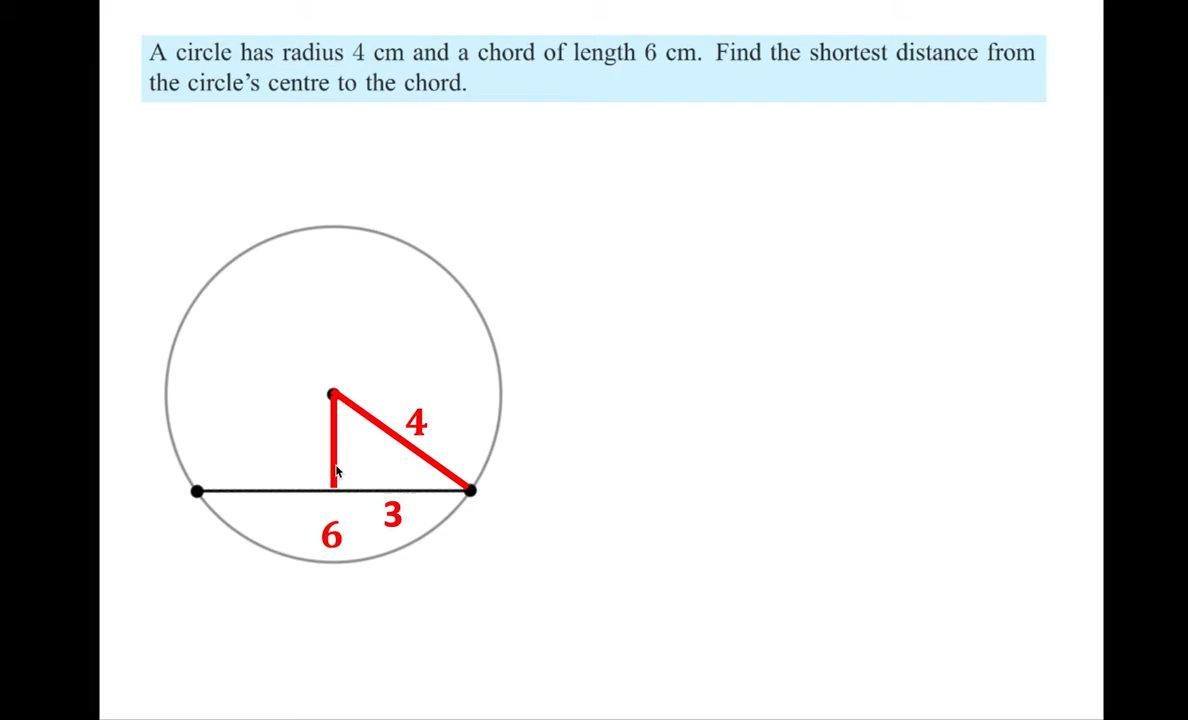 A circle has radius 4 cm and a chord of length 6 cm. Find the shortest distance from
the circle's centre to the chord.
4
3
6